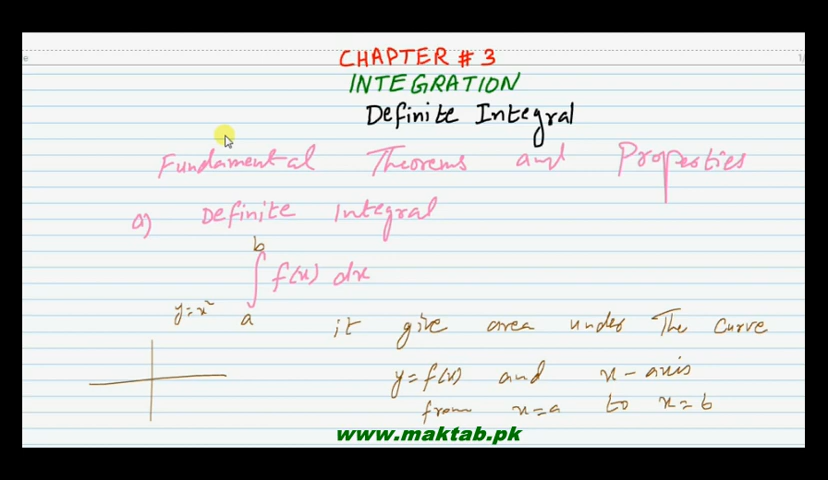 CHAPTER # 3
INTEGRATION
Definite Integral
Fundamental Theorems and Properties
a) Definite Integral
b
∫ f(x) dx
a
y=x²
it give area under The curve
y=f(x) and x-axis
from x=a to x=b
www.maktab.pk